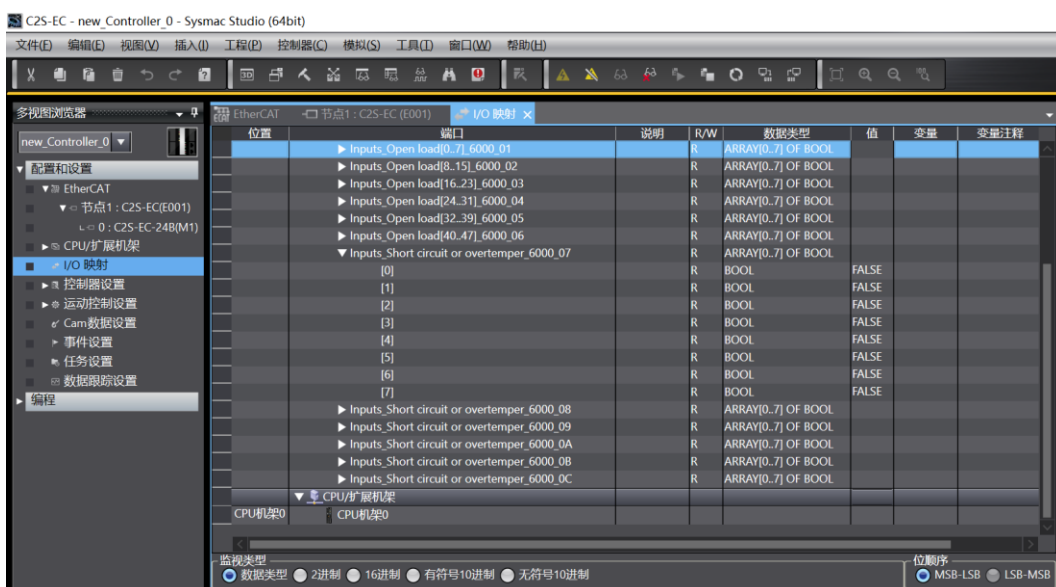 C2S-EC - new_Controller_0 - Sysmac Studio (64bit)
文件(F) 编辑(E) 视图(V) 插入(I) 工程(P) 控制器(C) 模拟(S) 工具(T) 窗口(W) 帮助(H)
多视图浏览器
new_Controller_0
配置和设置
EtherCAT
节点1 : C2S-EC(E001)
0 : C2S-EC-24B(M1)
CPU/扩展机架
I/O 映射
控制器设置
运动控制设置
Cam数据设置
事件设置
任务设置
数据跟踪设置
编程
EtherCAT 节点1 : C2S-EC (E001) I/O 映射
位置 端口 说明 R/W 数据类型 值 变量 变量注释
Inputs_Open load[0..7]_6000_01 R ARRAY[0..7] OF BOOL
Inputs_Open load[8..15]_6000_02 R ARRAY[0..7] OF BOOL
Inputs_Open load[16..23]_6000_03 R ARRAY[0..7] OF BOOL
Inputs_Open load[24..31]_6000_04 R ARRAY[0..7] OF BOOL
Inputs_Open load[32..39]_6000_05 R ARRAY[0..7] OF BOOL
Inputs_Open load[40..47]_6000_06 R ARRAY[0..7] OF BOOL
Inputs_Short circuit or overtemper_6000_07 R ARRAY[0..7] OF BOOL
[0] R BOOL FALSE
[1] R BOOL FALSE
[2] R BOOL FALSE
[3] R BOOL FALSE
[4] R BOOL FALSE
[5] R BOOL FALSE
[6] R BOOL FALSE
[7] R BOOL FALSE
Inputs_Short circuit or overtemper_6000_08 R ARRAY[0..7] OF BOOL
Inputs_Short circuit or overtemper_6000_09 R ARRAY[0..7] OF BOOL
Inputs_Short circuit or overtemper_6000_0A R ARRAY[0..7] OF BOOL
Inputs_Short circuit or overtemper_6000_0B R ARRAY[0..7] OF BOOL
Inputs_Short circuit or overtemper_6000_0C R ARRAY[0..7] OF BOOL
CPU/扩展机架
CPU机架0 CPU机架0
监视类型 位顺序
数据类型 2进制 16进制 有符号10进制 无符号10进制 MSB-LSB LSB-MSB